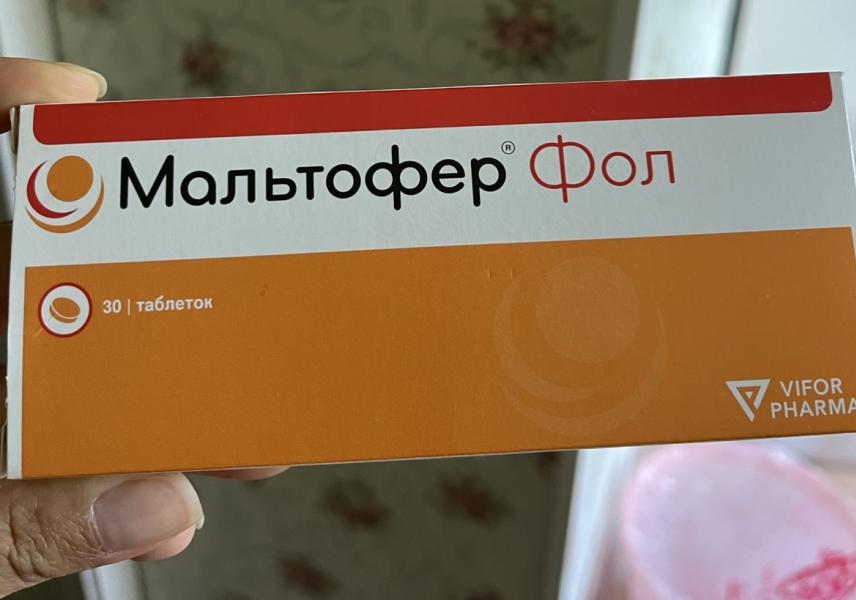 Мальтофер® Фол
30 | таблеток
VIFOR
PHARMA